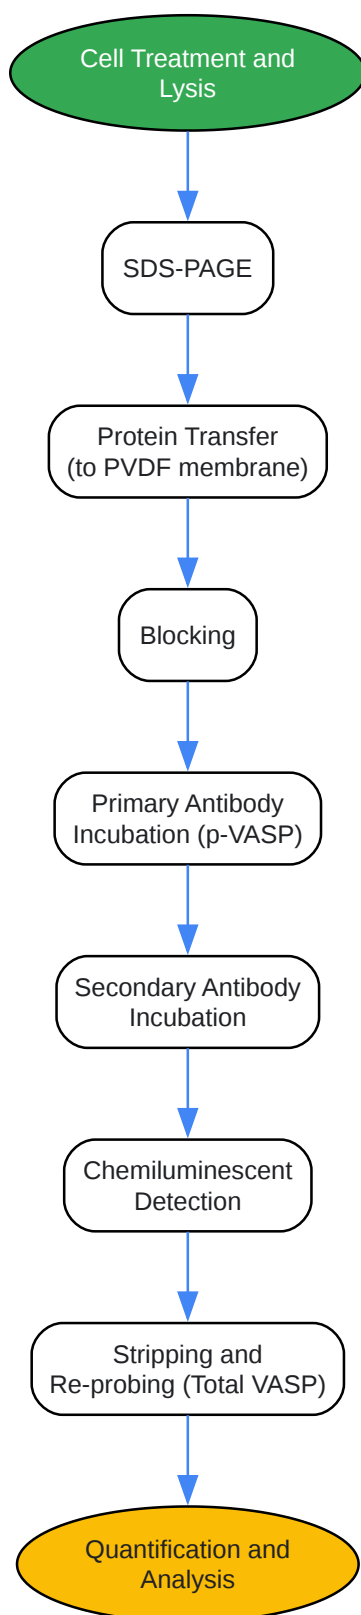 Cell Treatment and
Lysis
SDS-PAGE
Protein Transfer
(to PVDF membrane)
Blocking
Primary Antibody
Incubation (p-VASP)
Secondary Antibody
Incubation
Chemiluminescent
Detection
Stripping and
Re-probing (Total VASP)
Quantification and
Analysis